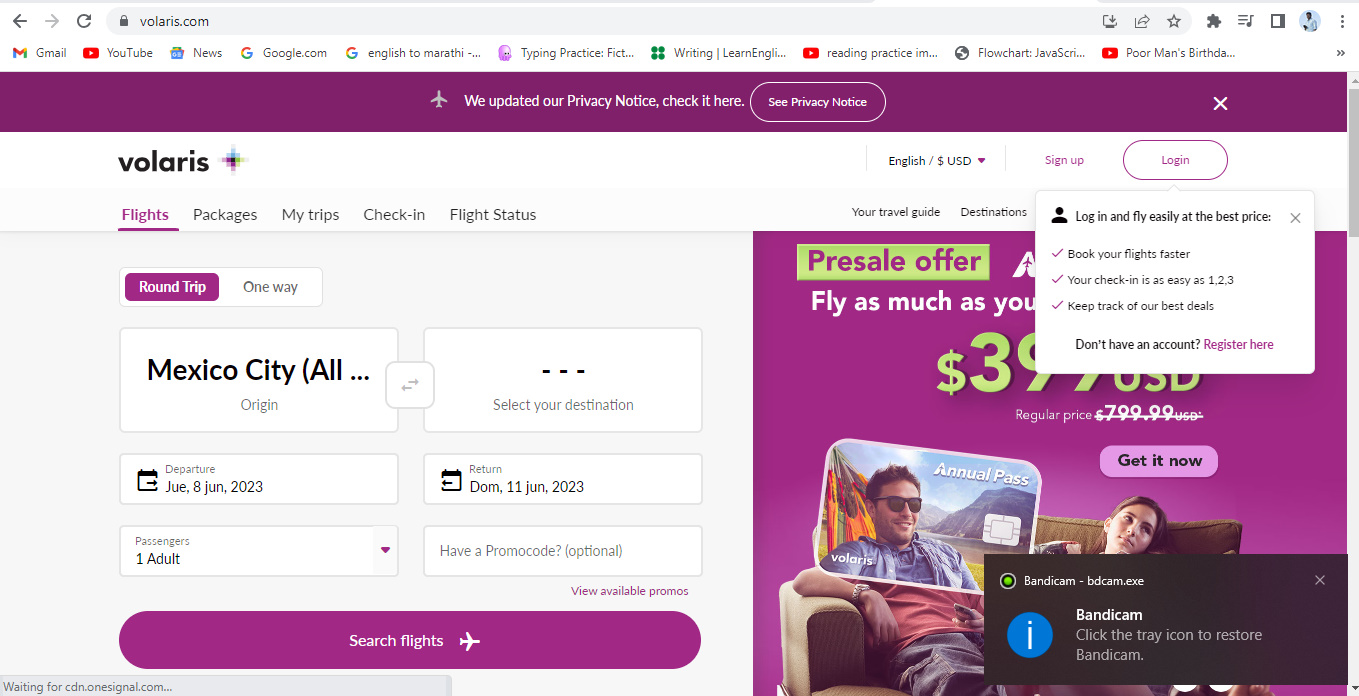 volaris.com
Gmail
YouTube
News
Google.com
english to marathi -...
Typing Practice: Fict...
Writing | LearnEngli...
reading practice im...
Flowchart: JavaScri...
Poor Man's Birthda...
»
We updated our Privacy Notice, check it here.
See Privacy Notice
volaris
English / $ USD
Sign up
Login
Flights
Packages
My trips
Check-in
Flight Status
Your travel guide
Destinations
Log in and fly easily at the best price:
Book your flights faster
Your check-in is as easy as 1,2,3
Keep track of our best deals
Don't have an account? Register here
Round Trip
One way
Mexico City (All ...
Origin
- - -
Select your destination
Departure
Jue, 8 jun, 2023
Return
Dom, 11 jun, 2023
Passengers
1 Adult
Have a Promocode? (optional)
View available promos
Search flights
Presale offer
Fly as much as you
USD
Regular price $799.99USD*
Get it now
Annual Pass
volaris
Bandicam - bdcam.exe
Bandicam
Click the tray icon to restore
Bandicam.
Waiting for cdn.onesignal.com...